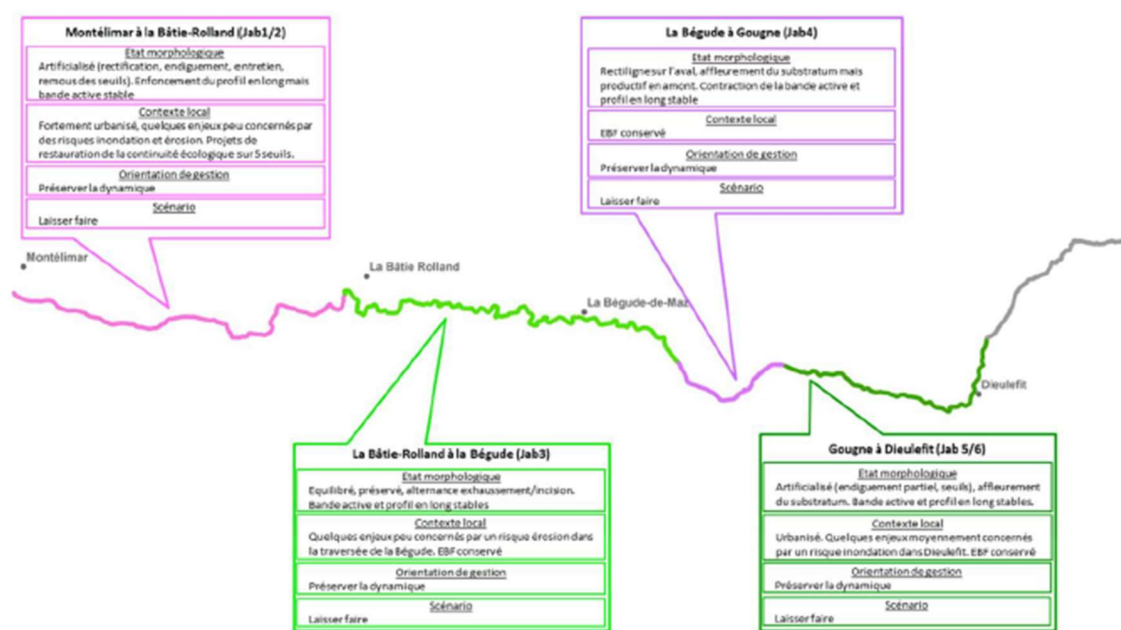 Montélimar à la Bâtie-Rolland (Jab1/2)
Etat morphologique
Artificialisé (rectification, endiguement, entretien,
remous des seuils). Enfoncement du profil en long mais
bande active stable
Contexte local
Fortement urbanisé, quelques enjeux peu concernés par
des risques inondation et érosion. Projets de
restauration de la continuité écologique sur 5 seuils.
Orientation de gestion
Préserver la dynamique
Scénario
Laisser faire
La Bégude à Gougne (Jab4)
Etat morphologique
Rectiligne sur l'aval, affleurement du substratum mais
productif en amont. Contraction de la bande active et
profil en long stable
Contexte local
EBF conservé
Orientation de gestion
Préserver la dynamique
Scénario
Laisser faire
Montélimar
La Bâtie Rolland
La Bégude-de-Maz
Dieulefit
La Bâtie-Rolland à la Bégude (Jab3)
Etat morphologique
Equilibré, préservé, alternance exhaussement/incision.
Bande active et profil en long stables
Contexte local
Quelques enjeux peu concernés par un risque érosion dans
la traversée de la Bégude. EBF conservé
Orientation de gestion
Préserver la dynamique
Scénario
Laisser faire
Gougne à Dieulefit (Jab 5/6)
Etat morphologique
Artificialisé (endiguement partiel, seuils), affleurement
du substratum. Bande active et profil en long stables.
Contexte local
Urbanisé. Quelques enjeux moyennement concernés
par un risque inondation dans Dieulefit. EBF conservé
Orientation de gestion
Préserver la dynamique
Scénario
Laisser faire